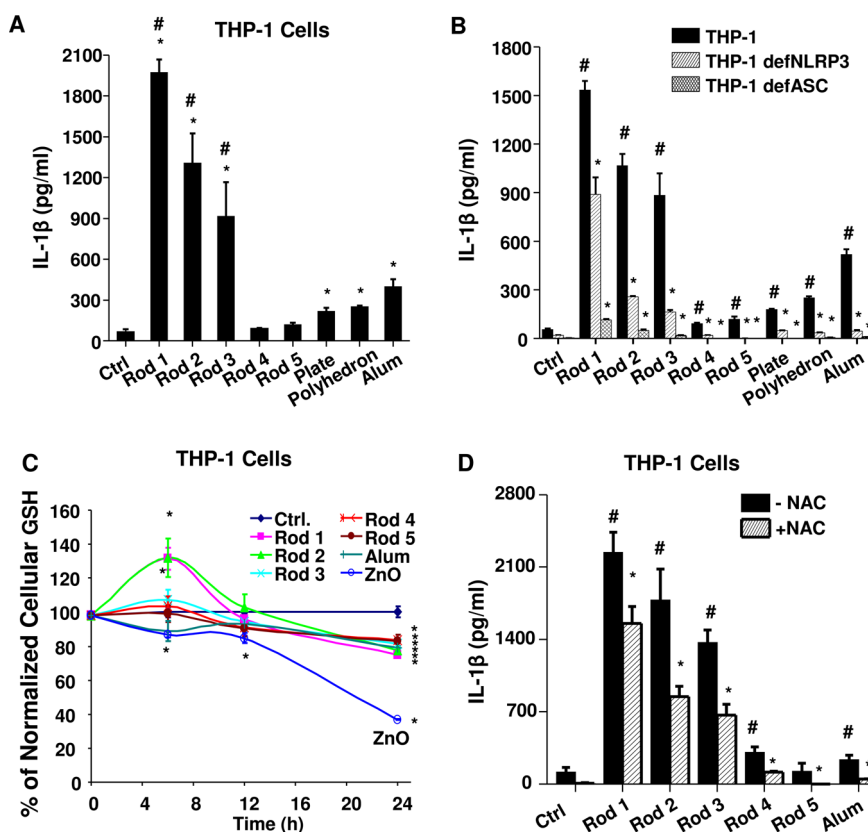 A
THP-1 Cells
IL-1β (pg/ml)
2100
1800
1500
1200
900
600
300
0
# * # * # * * * *
Ctrl Rod 1 Rod 2 Rod 3 Rod 4 Rod 5 Plate Polyhedron Alum
B
THP-1
THP-1 defNLRP3
THP-1 defASC
IL-1β (pg/ml)
1800
1500
1200
900
600
300
0
# * * # * * # * * # * * # * * # * * # * * # * *
Ctrl Rod 1 Rod 2 Rod 3 Rod 4 Rod 5 Plate Polyhedron Alum
C
THP-1 Cells
% of Normalized Cellular GSH
160
140
120
100
80
60
40
20
0
Ctrl. Rod 4
Rod 1 Rod 5
Rod 2 Alum
Rod 3 ZnO
* * * * * * * * * * *
ZnO
0 4 8 12 16 20 24
Time (h)
D
THP-1 Cells
- NAC
+NAC
IL-1β (pg/ml)
2800
2100
1400
700
0
# * # * # * # * * # *
Ctrl Rod 1 Rod 2 Rod 3 Rod 4 Rod 5 Alum